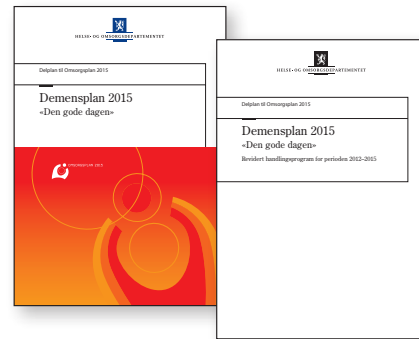 HELSE- OG OMSORGSDEPARTEMENTET
Delplan til Omsorgsplan 2015
Demensplan 2015
«Den gode dagen»
OMSORGSPLAN 2015
HELSE- OG OMSORGSDEPARTEMENTET
Delplan til Omsorgsplan 2015
Demensplan 2015
«Den gode dagen»
Revidert handlingsprogram for perioden 2012–2015